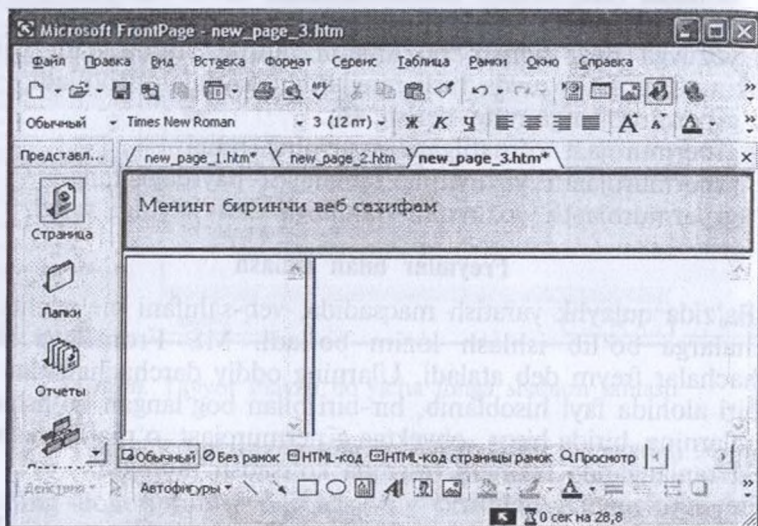 Microsoft FrontPage - new_page_3.htm
Файл Правка Вид Вставка Формат Сервис Таблица Рамки Окно Справка
Обычный Times New Roman 3 (12 пт) Ж К Ч A A A
Представл... new_page_1.htm* new_page_2.htm new_page_3.htm*
Менинг биринчи веб сахифам
Страница
Папки
Отчеты
Обычный Без рамок HTML-код HTML-код страницы рамок Просмотр
Действия Автофигуры
0 сек на 28,8